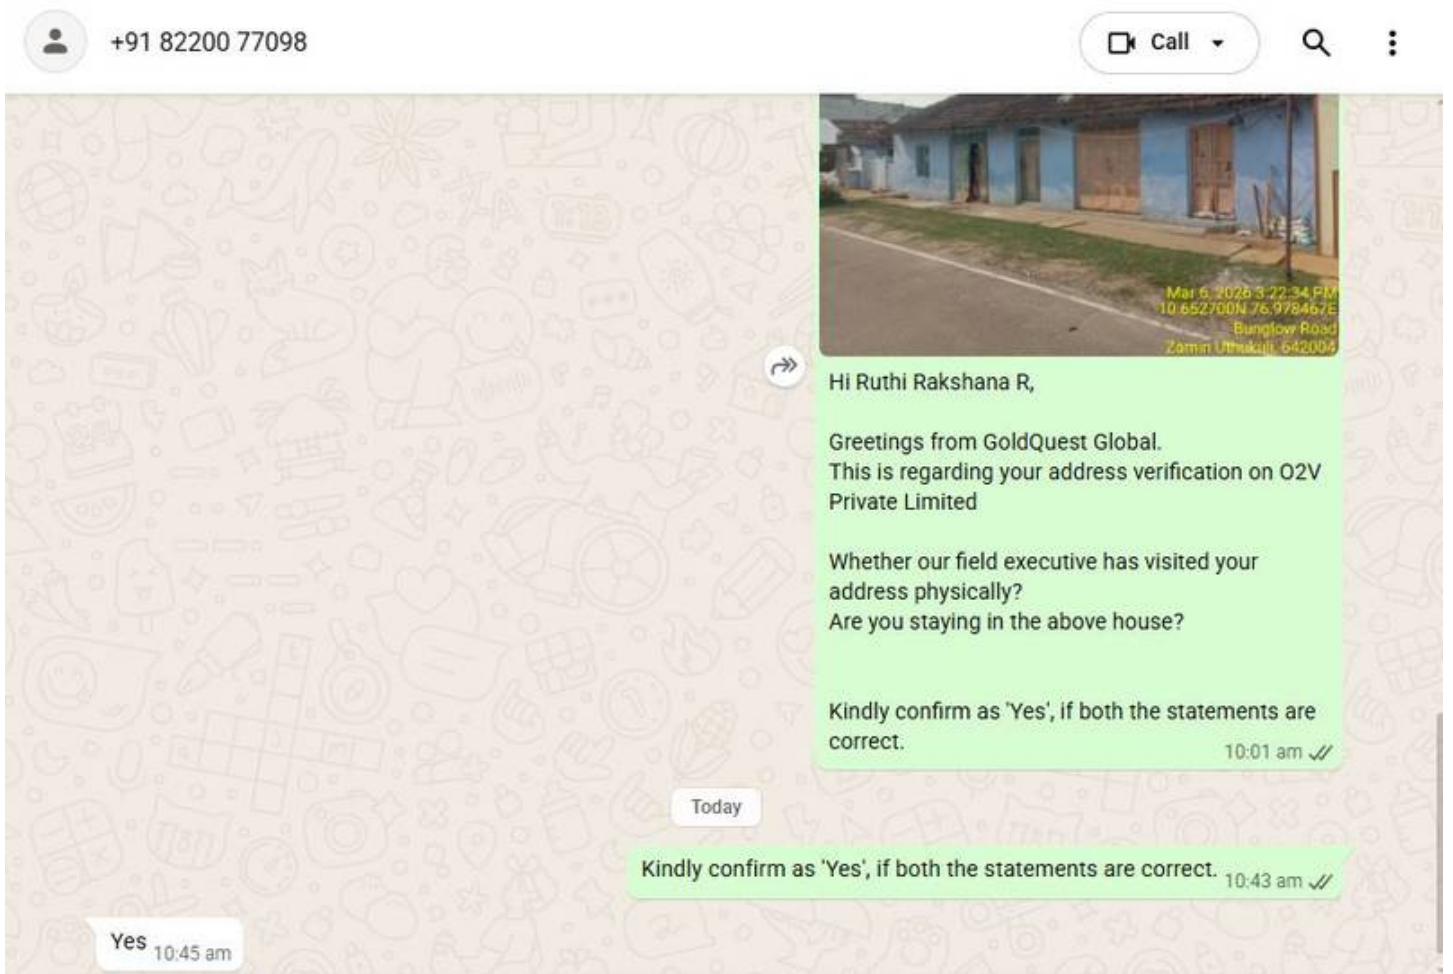 +91 82200 77098
Call
Mar 6, 2026 3:22:34 PM
10.652700N 76.978467E
Bunglow Road
Zamin Uthukuli, 642004
Hi Ruthi Rakshana R,
Greetings from GoldQuest Global.
This is regarding your address verification on O2V
Private Limited
Whether our field executive has visited your
address physically?
Are you staying in the above house?
Kindly confirm as 'Yes', if both the statements are
correct.
10:01 am
Today
Kindly confirm as 'Yes', if both the statements are correct. 10:43 am
Yes 10:45 am